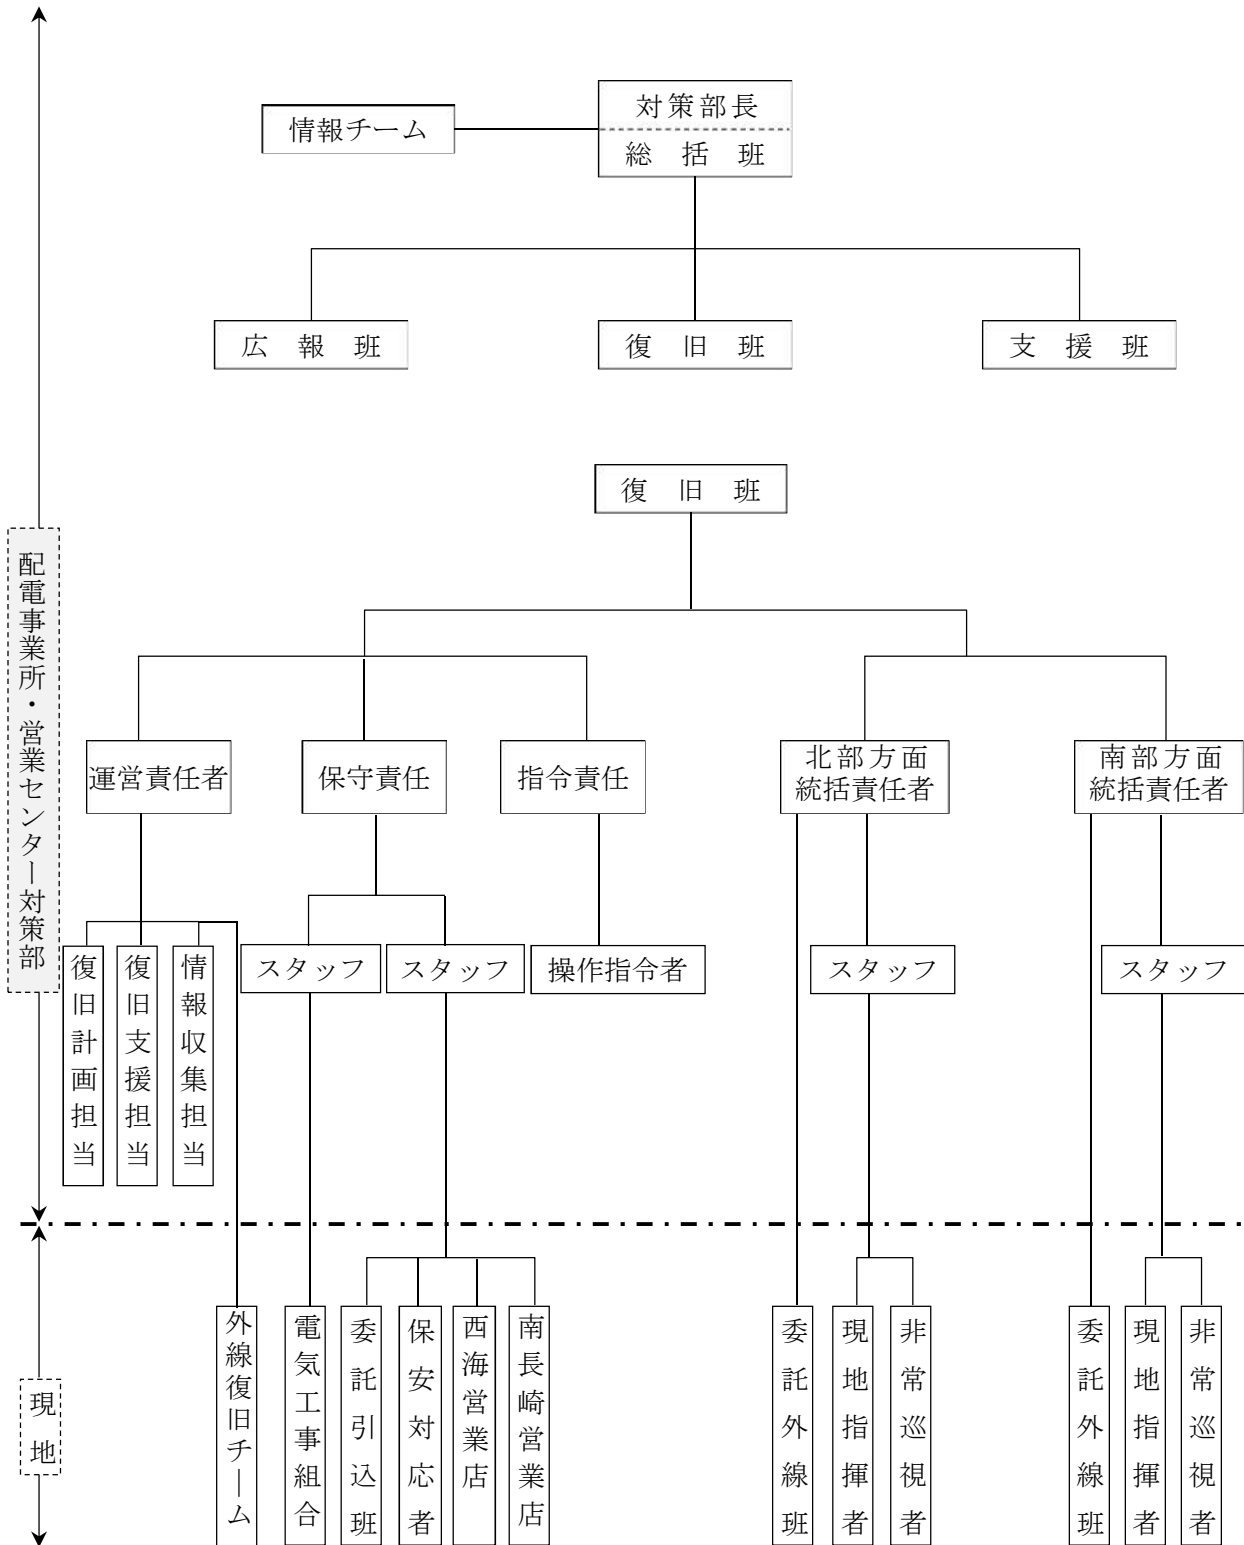 対策部長
情報チーム
総括班
広報班
復旧班
支援班
復旧班
配電事業所・営業センター対策部
運営責任者
保守責任
指令責任
北部方面
統括責任者
南部方面
統括責任者
スタッフ
スタッフ
操作指令者
スタッフ
スタッフ
復旧計画担当
復旧支援担当
情報収集担当
現地
外線復旧チーム
電気工事組合
委託引込班
保安対応者
西海営業店
南長崎営業店
委託外線班
現地指揮者
非常巡視者
委託外線班
現地指揮者
非常巡視者